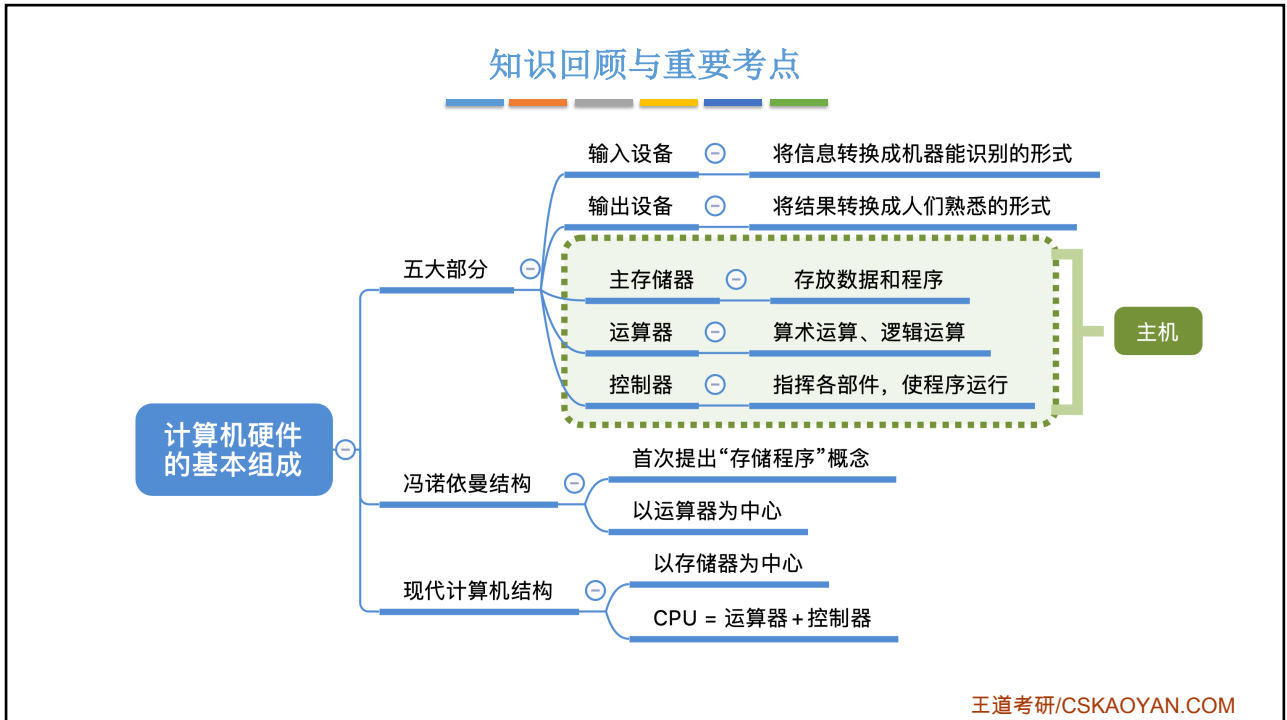 知识回顾与重要考点
输入设备
将信息转换成机器能识别的形式
输出设备
将结果转换成人们熟悉的形式
五大部分
主存储器
存放数据和程序
运算器
算术运算、逻辑运算
主机
控制器
指挥各部件，使程序运行
计算机硬件
的基本组成
冯诺依曼结构
首次提出“存储程序”概念
以运算器为中心
现代计算机结构
以存储器为中心
CPU = 运算器+控制器
王道考研/CSKAOYAN.COM